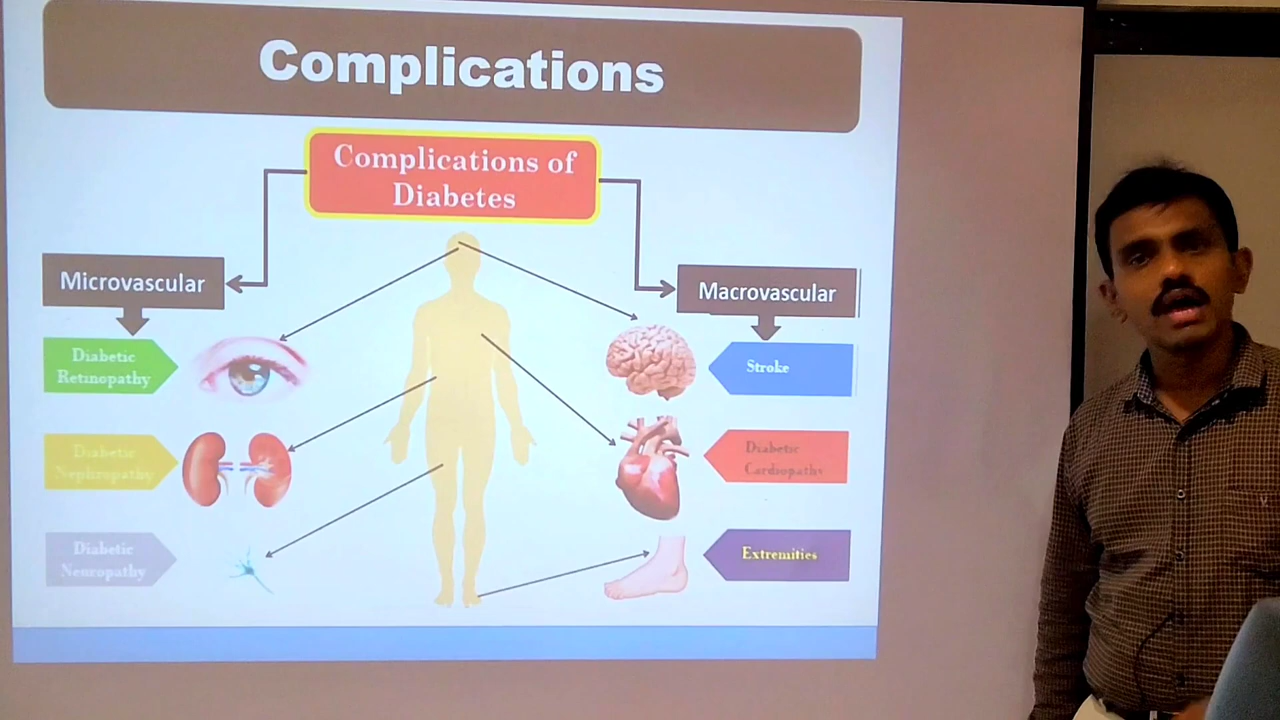 Complications
Complications of
Diabetes
Microvascular
Macrovascular
Diabetic
Retinopathy
Stroke
Diabetic
Nephropathy
Diabetic
Cardiopathy
Diabetic
Neuropathy
Extremities